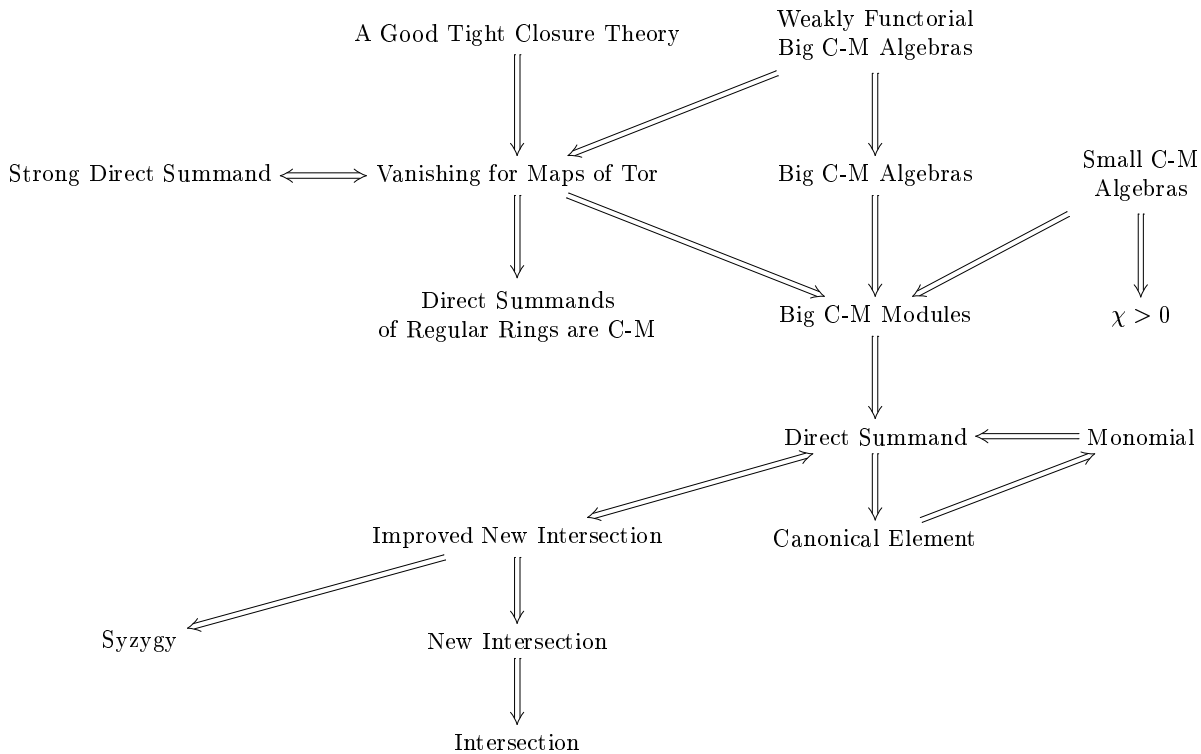 A Good Tight Closure Theory
Weakly Functorial
Big C-M Algebras
Strong Direct Summand
Vanishing for Maps of Tor
Big C-M Algebras
Small C-M
Algebras
Direct Summands
of Regular Rings are C-M
Big C-M Modules
χ > 0
Direct Summand
Monomial
Improved New Intersection
Canonical Element
Syzygy
New Intersection
Intersection